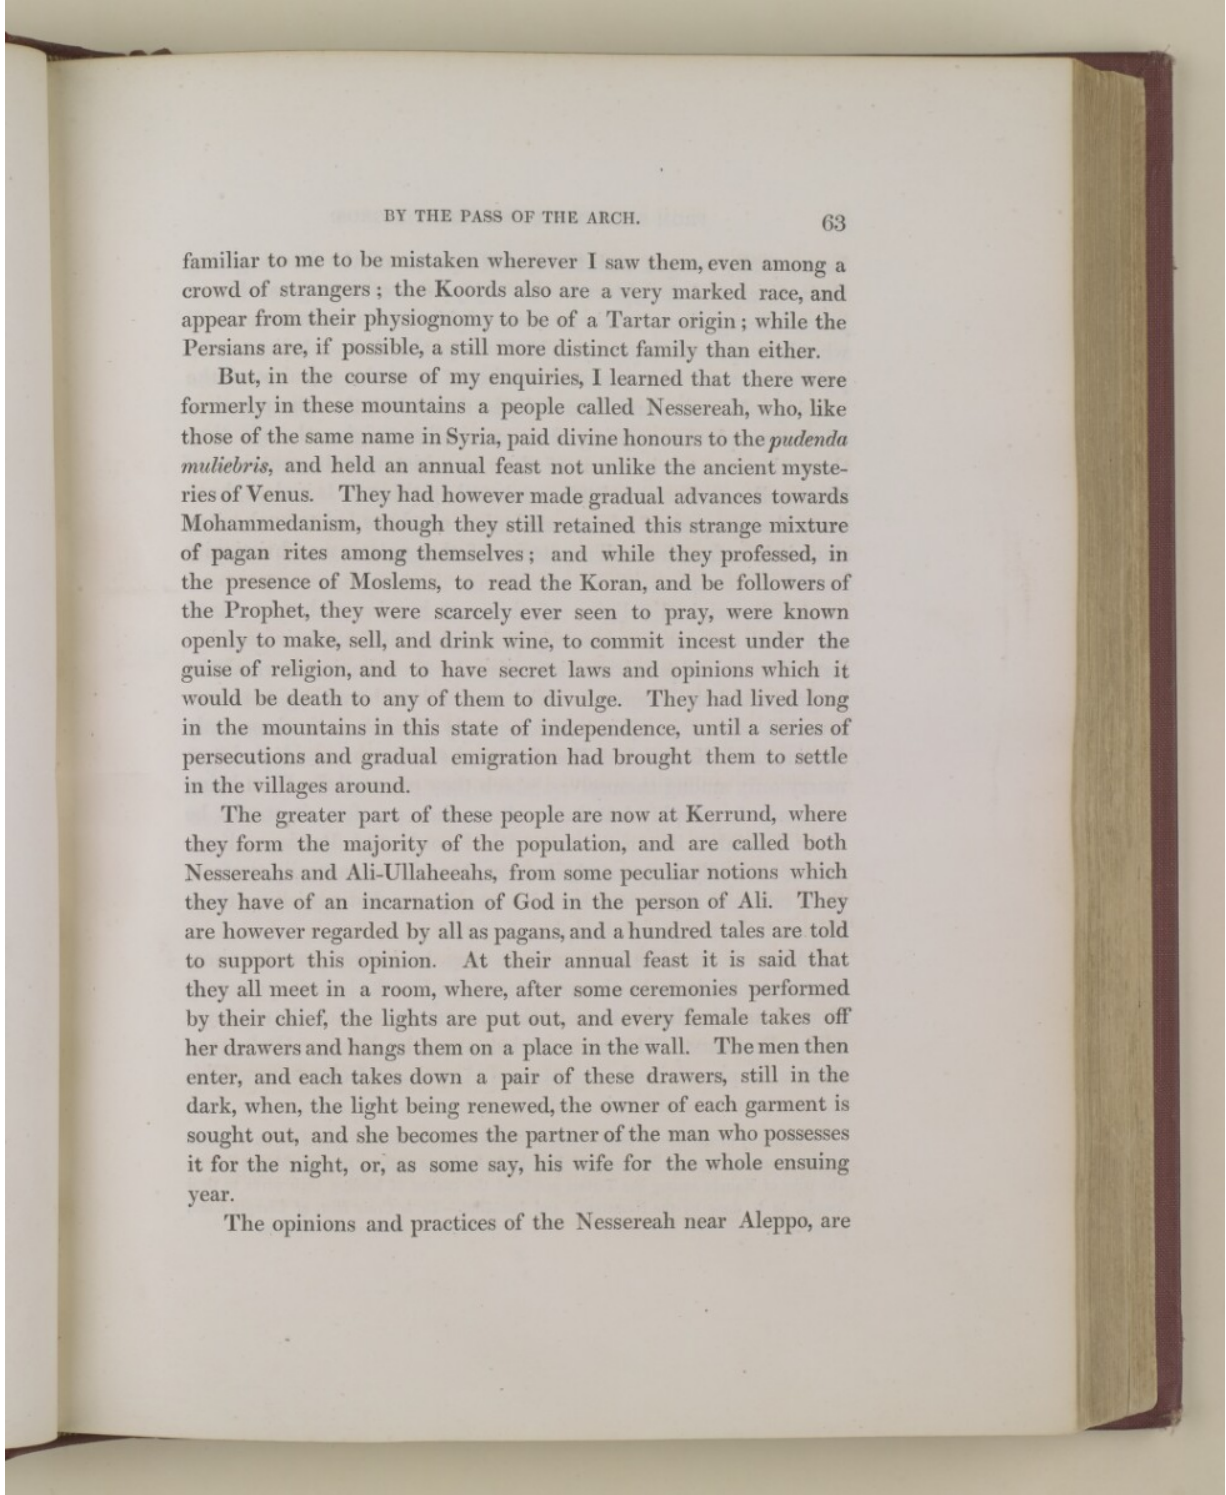 BY THE PASS OF THE ARCH. 63
familiar to me to be mistaken wherever I saw them, even among a
crowd of strangers; the Koords also are a very marked race, and
appear from their physiognomy to be of a Tartar origin; while the
Persians are, if possible, a still more distinct family than either.
But, in the course of my enquiries, I learned that there were
formerly in these mountains a people called Nessereah, who, like
those of the same name in Syria, paid divine honours to the pudenda
muliebris, and held an annual feast not unlike the ancient myste-
ries of Venus. They had however made gradual advances towards
Mohammedanism, though they still retained this strange mixture
of pagan rites among themselves; and while they professed, in
the presence of Moslems, to read the Koran, and be followers of
the Prophet, they were scarcely ever seen to pray, were known
openly to make, sell, and drink wine, to commit incest under the
guise of religion, and to have secret laws and opinions which it
would be death to any of them to divulge. They had lived long
in the mountains in this state of independence, until a series of
persecutions and gradual emigration had brought them to settle
in the villages around.
The greater part of these people are now at Kerrund, where
they form the majority of the population, and are called both
Nessereahs and Ali-Ullaheeahs, from some peculiar notions which
they have of an incarnation of God in the person of Ali. They
are however regarded by all as pagans, and a hundred tales are told
to support this opinion. At their annual feast it is said that
they all meet in a room, where, after some ceremonies performed
by their chief, the lights are put out, and every female takes off
her drawers and hangs them on a place in the wall. The men then
enter, and each takes down a pair of these drawers, still in the
dark, when, the light being renewed, the owner of each garment is
sought out, and she becomes the partner of the man who possesses
it for the night, or, as some say, his wife for the whole ensuing
year.
The opinions and practices of the Nessereah near Aleppo, are